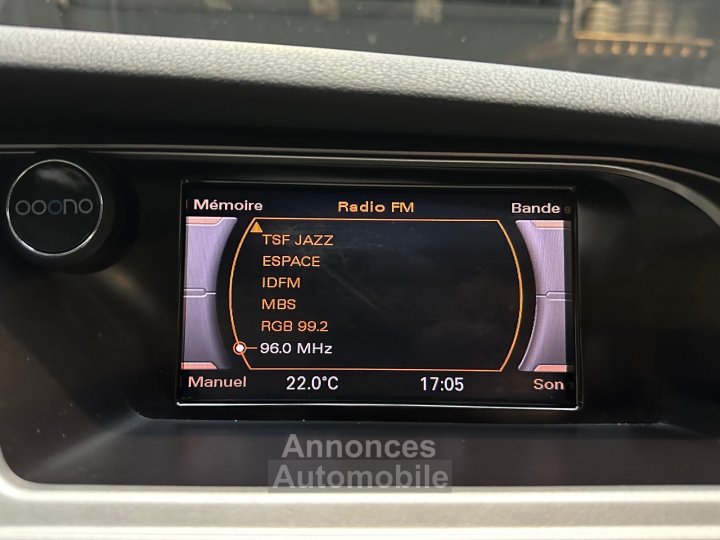 ooono
Mémoire Radio FM Bande
TSF JAZZ
ESPACE
IDFM
MBS
RGB 99.2
96.0 MHz
Manuel 22.0°C 17:05 Son
Annonces
Automobile